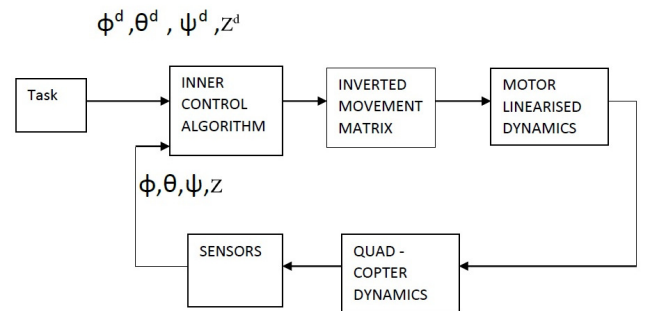 ϕᵈ ,θᵈ , ψᵈ ,Zᵈ
Task
INNER
CONTROL
ALGORITHM
INVERTED
MOVEMENT
MATRIX
MOTOR
LINEARISED
DYNAMICS
ϕ,θ,ψ,Z
SENSORS
QUAD -
COPTER
DYNAMICS